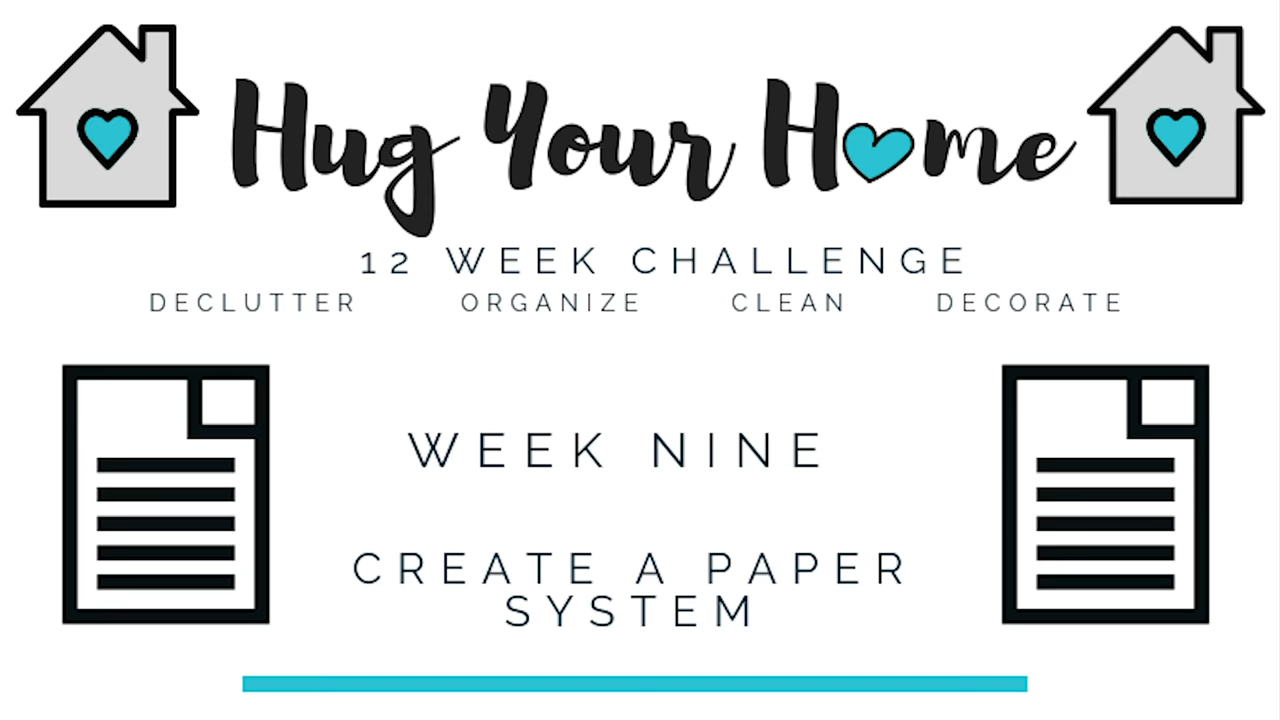 Hug Your Home
12 WEEK CHALLENGE
DECLUTTER ORGANIZE CLEAN DECORATE
WEEK NINE
CREATE A PAPER
SYSTEM